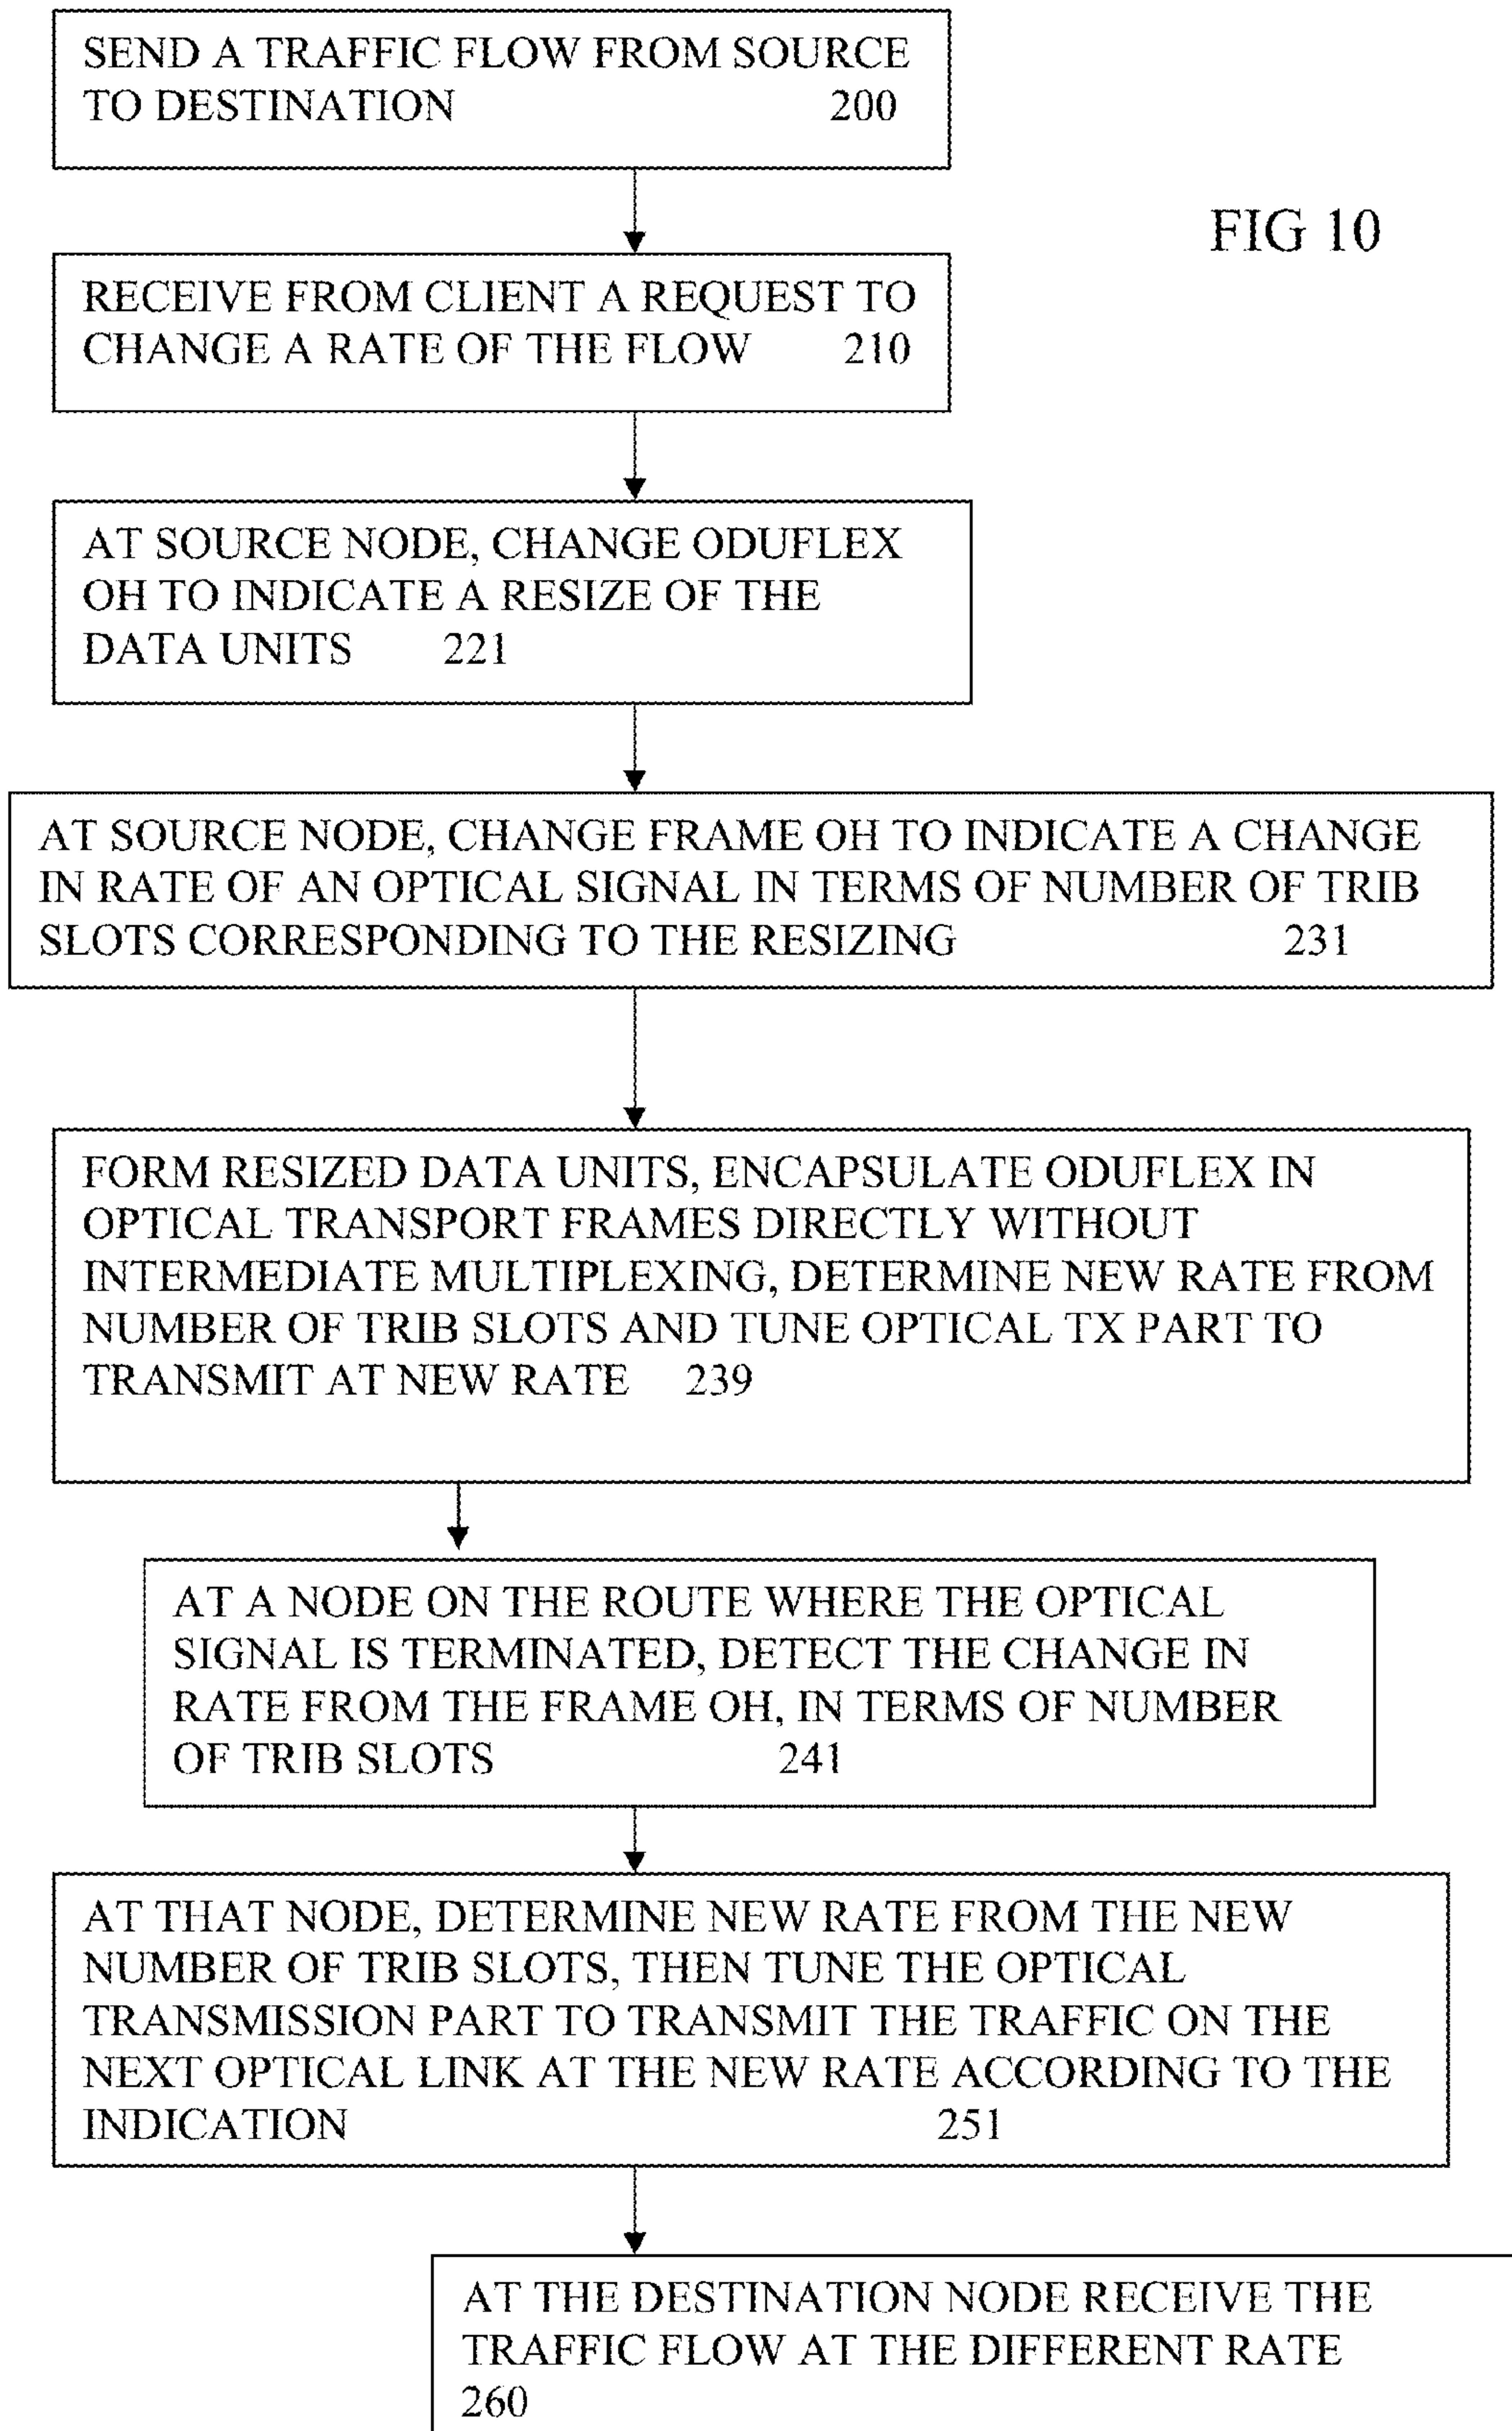 SEND A TRAFFIC FLOW FROM SOURCE
TO DESTINATION 200
FIG 10
RECEIVE FROM CLIENT A REQUEST TO
CHANGE A RATE OF THE FLOW 210
AT SOURCE NODE, CHANGE ODUFLEX
OH TO INDICATE A RESIZE OF THE
DATA UNITS 221
AT SOURCE NODE, CHANGE FRAME OH TO INDICATE A CHANGE
IN RATE OF AN OPTICAL SIGNAL IN TERMS OF NUMBER OF TRIB
SLOTS CORRESPONDING TO THE RESIZING 231
FORM RESIZED DATA UNITS, ENCAPSULATE ODUFLEX IN
OPTICAL TRANSPORT FRAMES DIRECTLY WITHOUT
INTERMEDIATE MULTIPLEXING, DETERMINE NEW RATE FROM
NUMBER OF TRIB SLOTS AND TUNE OPTICAL TX PART TO
TRANSMIT AT NEW RATE 239
AT A NODE ON THE ROUTE WHERE THE OPTICAL
SIGNAL IS TERMINATED, DETECT THE CHANGE IN
RATE FROM THE FRAME OH, IN TERMS OF NUMBER
OF TRIB SLOTS 241
AT THAT NODE, DETERMINE NEW RATE FROM THE NEW
NUMBER OF TRIB SLOTS, THEN TUNE THE OPTICAL
TRANSMISSION PART TO TRANSMIT THE TRAFFIC ON THE
NEXT OPTICAL LINK AT THE NEW RATE ACCORDING TO THE
INDICATION 251
AT THE DESTINATION NODE RECEIVE THE
TRAFFIC FLOW AT THE DIFFERENT RATE
260